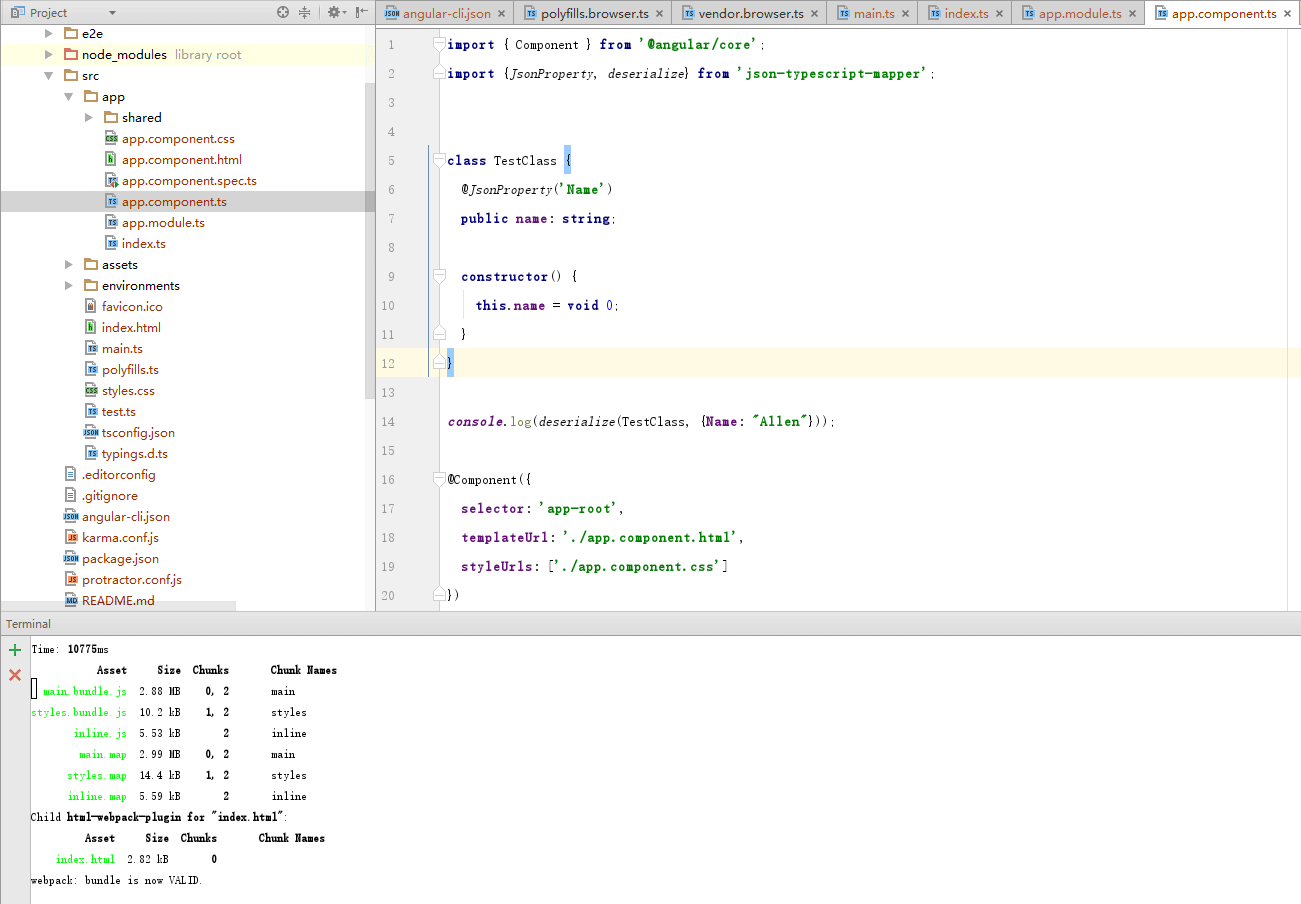 Project
e2e
node_modules library root
src
app
shared
app.component.css
app.component.html
app.component.spec.ts
app.component.ts
app.module.ts
index.ts
assets
environments
favicon.ico
index.html
main.ts
polyfills.ts
styles.css
test.ts
tsconfig.json
typings.d.ts
.editorconfig
.gitignore
angular-cli.json
karma.conf.js
package.json
protractor.conf.js
README.md
angular-cli.json polyfills.browser.ts vendor.browser.ts main.ts index.ts app.module.ts app.component.ts
1 import { Component } from '@angular/core';
2 import {JsonProperty, deserialize} from 'json-typescript-mapper';
3
4
5 class TestClass {
6 @JsonProperty('Name')
7 public name: string;
8
9 constructor() {
10 this.name = void 0;
11 }
12 }
13
14 console.log(deserialize(TestClass, {Name: "Allen"}));
15
16 @Component({
17 selector: 'app-root',
18 templateUrl: './app.component.html',
19 styleUrls: ['./app.component.css']
20 })
Terminal
Time: 10775ms
Asset Size Chunks Chunk Names
main.bundle.js 2.88 MB 0, 2 main
styles.bundle.js 10.2 kB 1, 2 styles
inline.js 5.53 kB 2 inline
main.map 2.99 MB 0, 2 main
styles.map 14.4 kB 1, 2 styles
inline.map 5.59 kB 2 inline
Child html-webpack-plugin for "index.html":
Asset Size Chunks Chunk Names
index.html 2.82 kB 0
webpack: bundle is now VALID.